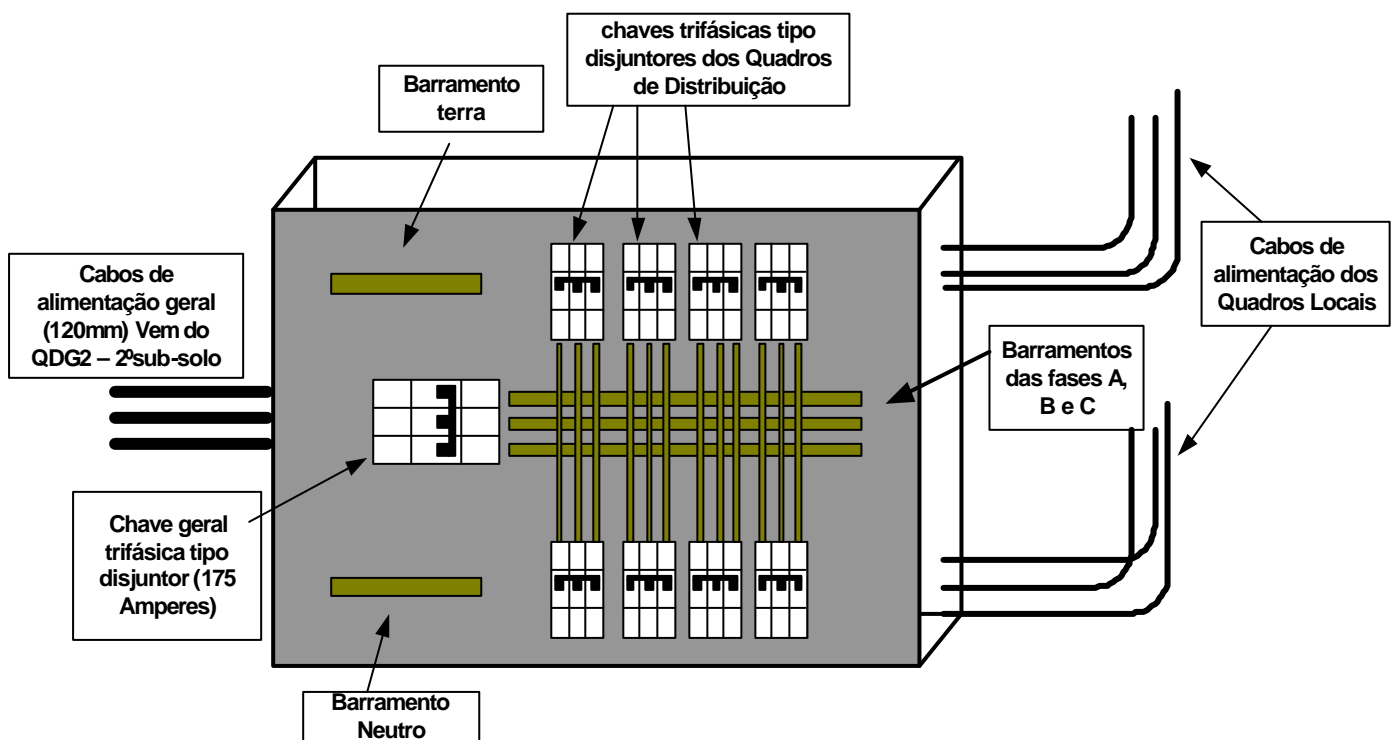 chaves trifásicas tipo
disjuntores dos Quadros
de Distribuição
Barramento
terra
Cabos de
alimentação geral
(120mm) Vem do
QDG2 – 2ºsub-solo
Cabos de
alimentação dos
Quadros Locais
Barramentos
das fases A,
B e C
Chave geral
trifásica tipo
disjuntor (175
Amperes)
Barramento
Neutro